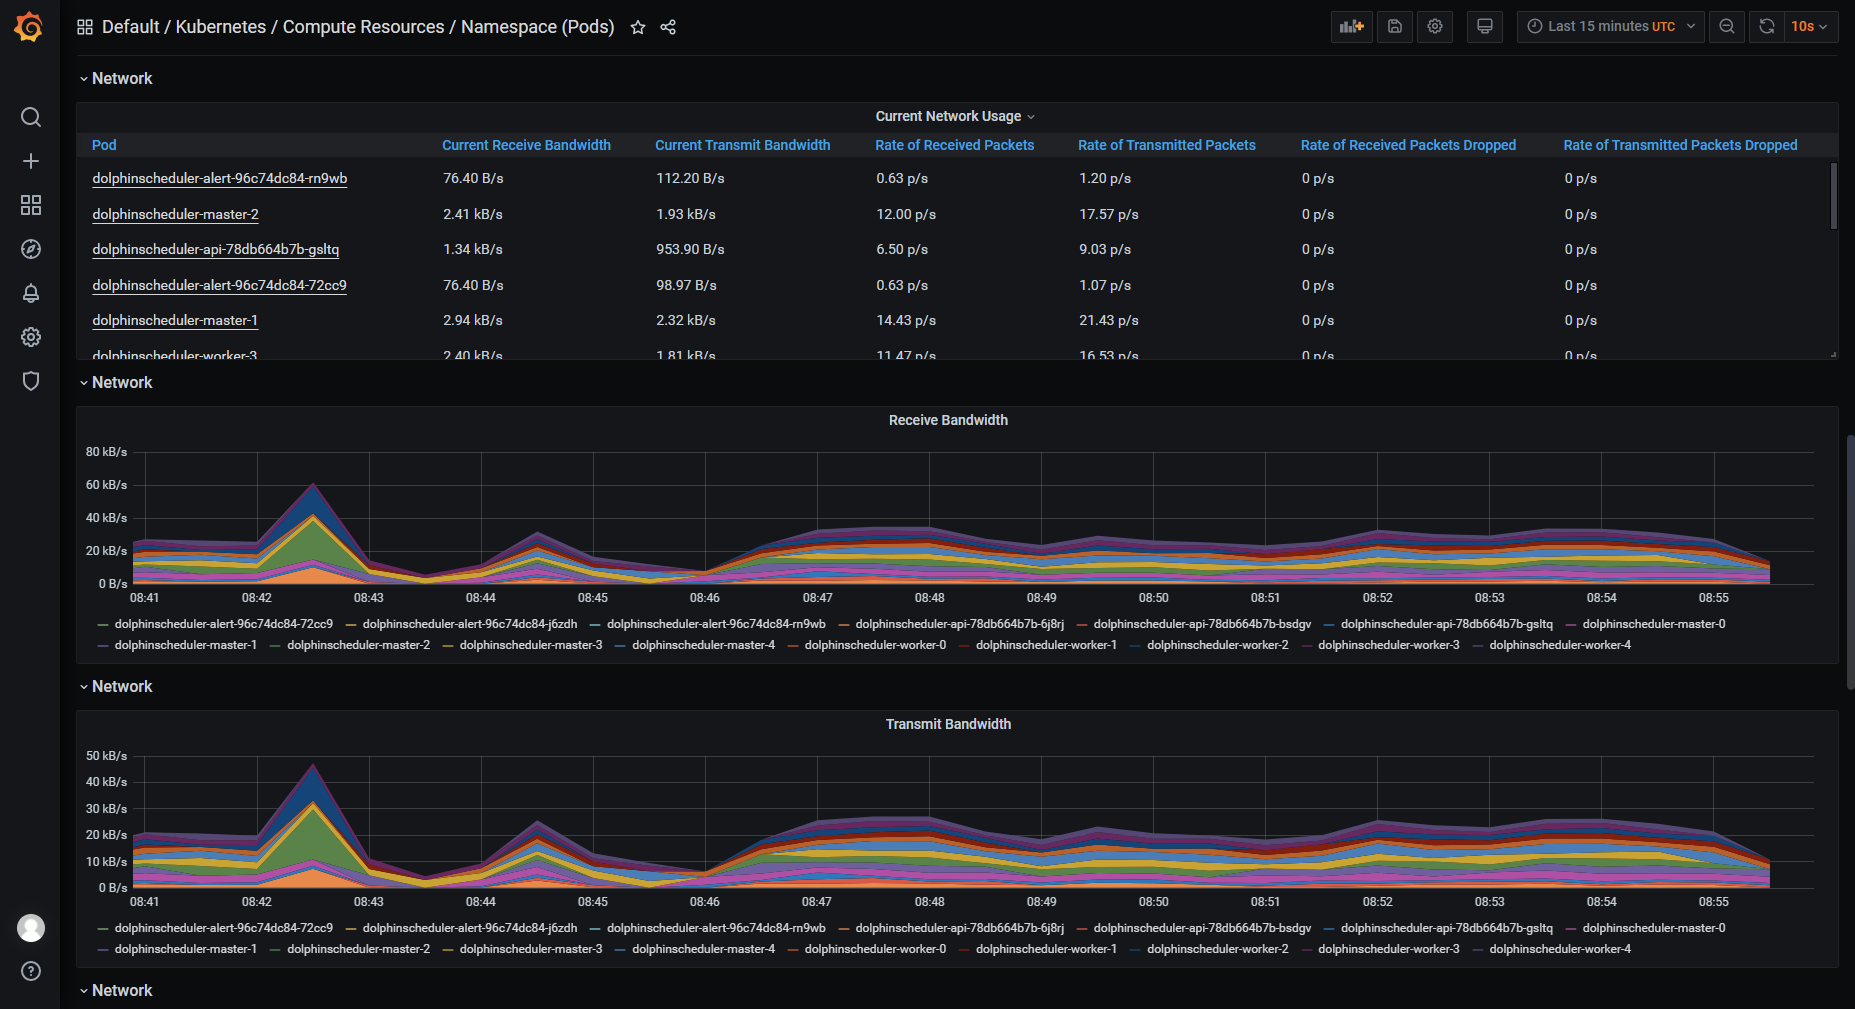 Default / Kubernetes / Compute Resources / Namespace (Pods) Last 15 minutes UTC 10s
Network
Current Network Usage
Pod Current Receive Bandwidth Current Transmit Bandwidth Rate of Received Packets Rate of Transmitted Packets Rate of Received Packets Dropped Rate of Transmitted Packets Dropped
dolphinscheduler-alert-96c74dc84-rn9wb 76.40 B/s 112.20 B/s 0.63 p/s 1.20 p/s 0 p/s 0 p/s
dolphinscheduler-master-2 2.41 kB/s 1.93 kB/s 12.00 p/s 17.57 p/s 0 p/s 0 p/s
dolphinscheduler-api-78db664b7b-gsltq 1.34 kB/s 953.90 B/s 6.50 p/s 9.03 p/s 0 p/s 0 p/s
dolphinscheduler-alert-96c74dc84-72cc9 76.40 B/s 98.97 B/s 0.63 p/s 1.07 p/s 0 p/s 0 p/s
dolphinscheduler-master-1 2.94 kB/s 2.32 kB/s 14.43 p/s 21.43 p/s 0 p/s 0 p/s
dolphinscheduler-worker-3 2.40 kB/s 1.81 kB/s 11.47 p/s 16.53 p/s 0 p/s 0 p/s
Network
Receive Bandwidth
80 kB/s
60 kB/s
40 kB/s
20 kB/s
0 B/s
08:41 08:42 08:43 08:44 08:45 08:46 08:47 08:48 08:49 08:50 08:51 08:52 08:53 08:54 08:55
dolphinscheduler-alert-96c74dc84-72cc9 dolphinscheduler-alert-96c74dc84-j6zdh dolphinscheduler-alert-96c74dc84-rn9wb dolphinscheduler-api-78db664b7b-6j8rj dolphinscheduler-api-78db664b7b-bsdgv dolphinscheduler-api-78db664b7b-gsltq dolphinscheduler-master-0
dolphinscheduler-master-1 dolphinscheduler-master-2 dolphinscheduler-master-3 dolphinscheduler-master-4 dolphinscheduler-worker-0 dolphinscheduler-worker-1 dolphinscheduler-worker-2 dolphinscheduler-worker-3 dolphinscheduler-worker-4
Network
Transmit Bandwidth
50 kB/s
40 kB/s
30 kB/s
20 kB/s
10 kB/s
0 B/s
08:41 08:42 08:43 08:44 08:45 08:46 08:47 08:48 08:49 08:50 08:51 08:52 08:53 08:54 08:55
dolphinscheduler-alert-96c74dc84-72cc9 dolphinscheduler-alert-96c74dc84-j6zdh dolphinscheduler-alert-96c74dc84-rn9wb dolphinscheduler-api-78db664b7b-6j8rj dolphinscheduler-api-78db664b7b-bsdgv dolphinscheduler-api-78db664b7b-gsltq dolphinscheduler-master-0
dolphinscheduler-master-1 dolphinscheduler-master-2 dolphinscheduler-master-3 dolphinscheduler-master-4 dolphinscheduler-worker-0 dolphinscheduler-worker-1 dolphinscheduler-worker-2 dolphinscheduler-worker-3 dolphinscheduler-worker-4
Network